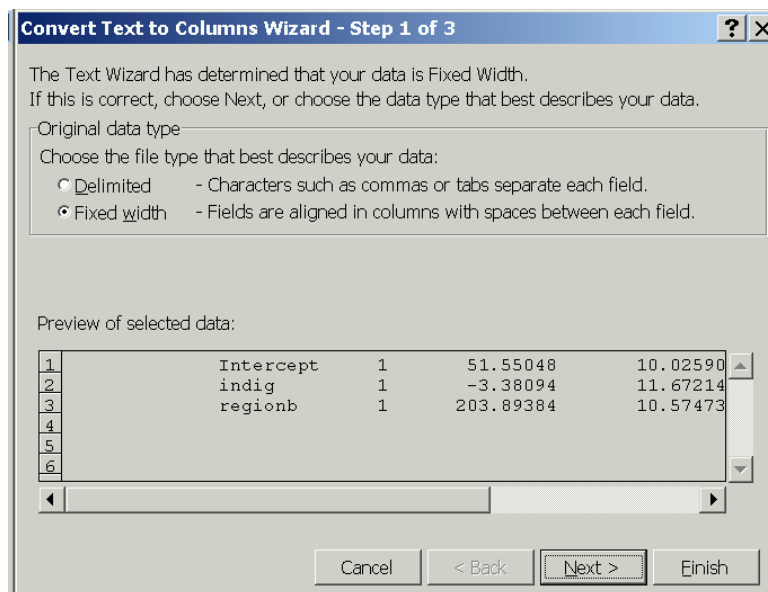 Convert Text to Columns Wizard - Step 1 of 3
The Text Wizard has determined that your data is Fixed Width.
If this is correct, choose Next, or choose the data type that best describes your data.
Original data type
Choose the file type that best describes your data:
Delimited - Characters such as commas or tabs separate each field.
Fixed width - Fields are aligned in columns with spaces between each field.
Preview of selected data:
1 Intercept 1 51.55048 10.02590
2 indig 1 -3.38094 11.67214
3 regionb 1 203.89384 10.57473
4
5
6
Cancel < Back Next > Finish